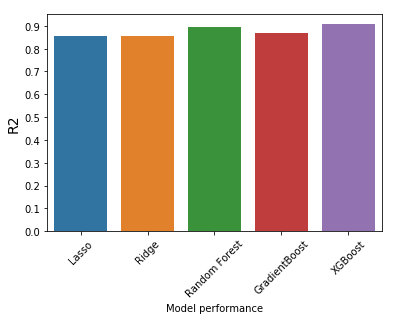 R2
0.9
0.8
0.7
0.6
0.5
0.4
0.3
0.2
0.1
0.0
Lasso
Ridge
Random Forest
GradientBoost
XGBoost
Model performance